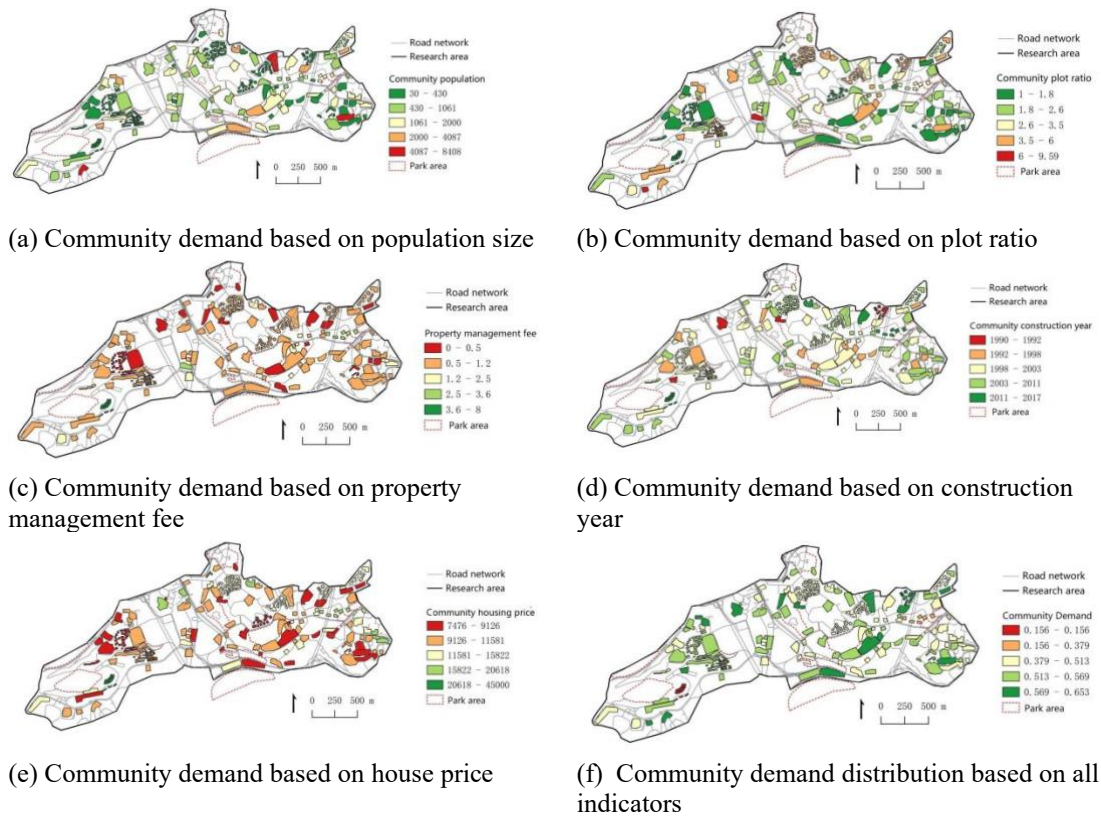 Road network
Research area
Community population
30 - 430
430 - 1061
1061 - 2000
2000 - 4087
4087 - 8408
Park area
0 250 500 m
Road network
Research area
Community plot ratio
1 - 1.8
1.8 - 2.6
2.6 - 3.5
3.5 - 6
6 - 9.59
Park area
0 250 500 m
(a) Community demand based on population size
(b) Community demand based on plot ratio
Road network
Research area
Property management fee
0 - 0.5
0.5 - 1.2
1.2 - 2.5
2.5 - 3.6
3.6 - 8
Park area
0 250 500 m
Road network
Research area
Community construction year
1990 - 1992
1992 - 1998
1998 - 2003
2003 - 2011
2011 - 2017
Park area
0 250 500 m
(c) Community demand based on property
management fee
(d) Community demand based on construction
year
Road network
Research area
Community housing price
7476 - 9126
9126 - 11581
11581 - 15822
15822 - 20618
20618 - 45000
Park area
0 250 500 m
Road network
Research area
Community Demand
0.156 - 0.156
0.156 - 0.379
0.379 - 0.513
0.513 - 0.569
0.569 - 0.653
Park area
0 250 500 m
(e) Community demand based on house price
(f) Community demand distribution based on all
indicators